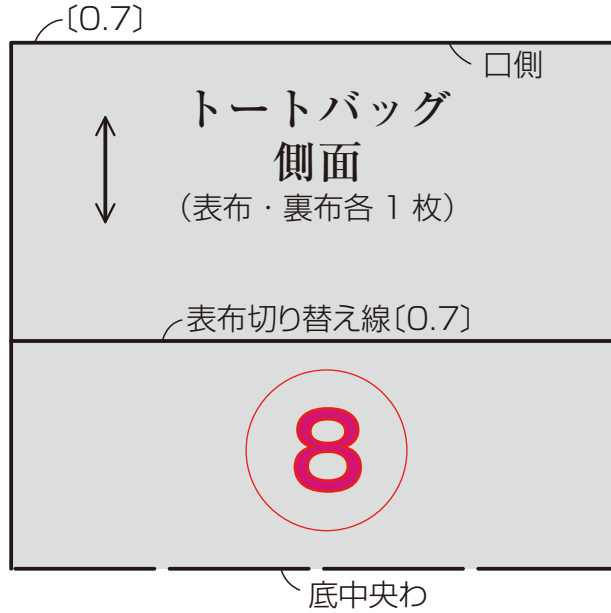 〔0.7〕
口側
トートバッグ
側面
（表布・裏布各 1 枚）
表布切り替え線〔0.7〕
8
底中央わ